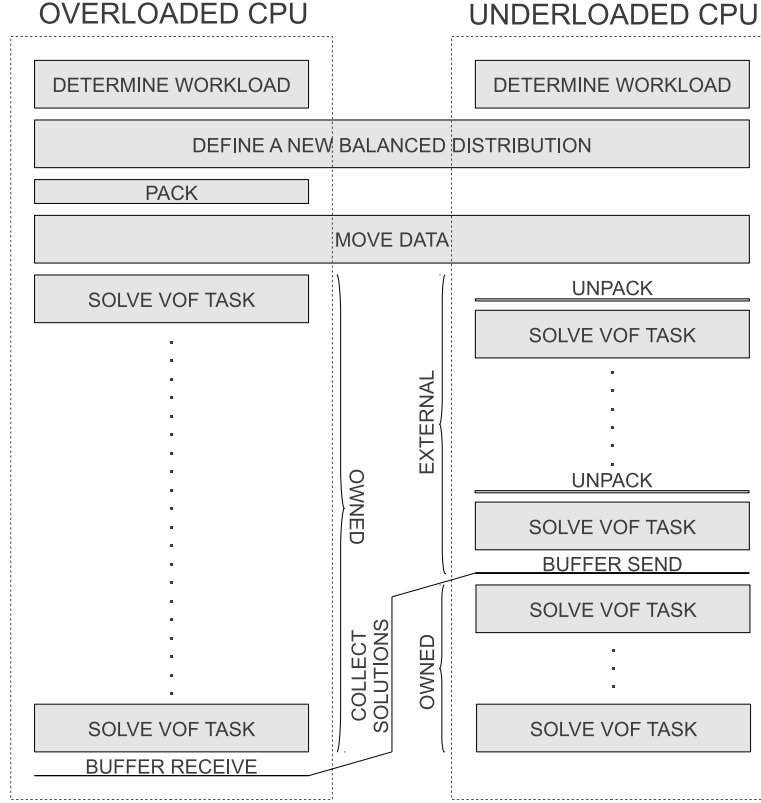 OVERLOADED CPU
UNDERLOADED CPU
DETERMINE WORKLOAD
DETERMINE WORKLOAD
DEFINE A NEW BALANCED DISTRIBUTION
PACK
MOVE DATA
SOLVE VOF TASK
UNPACK
SOLVE VOF TASK
EXTERNAL
OWNED
UNPACK
SOLVE VOF TASK
BUFFER SEND
SOLVE VOF TASK
COLLECT
SOLUTIONS
OWNED
SOLVE VOF TASK
SOLVE VOF TASK
BUFFER RECEIVE